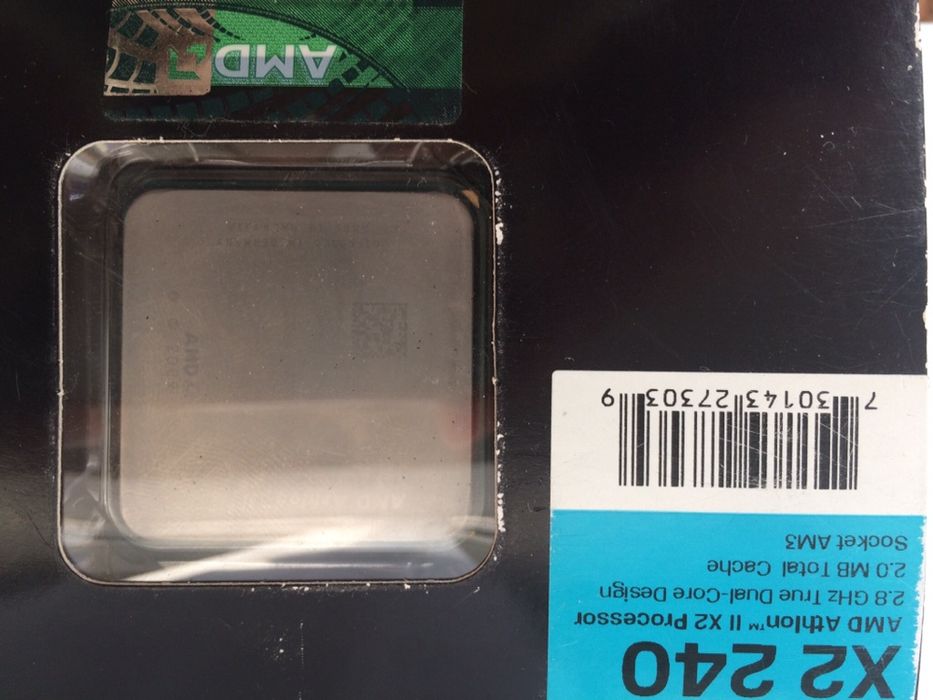 X2 240
AMD Athlon™ II X2 Processor
2.8 GHz True Dual-Core Design
2.0 MB Total Cache
Socket AM3
7 30143 27303 9
AMD
AMD